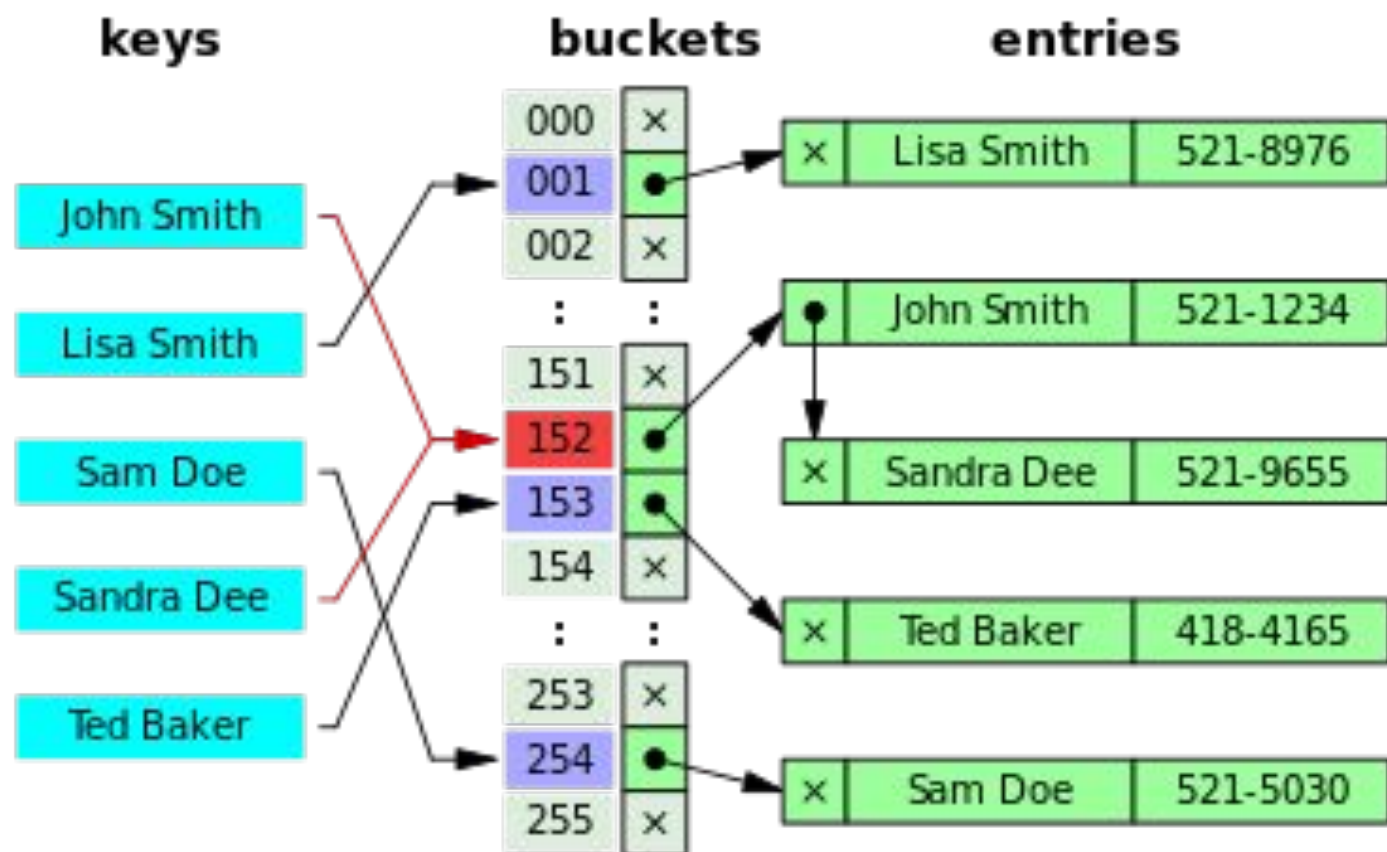 keys
buckets
entries
John Smith
Lisa Smith
Sam Doe
Sandra Dee
Ted Baker
000 ×
001
002 ×
: :
151 ×
152
153
154 ×
: :
253 ×
254
255 ×
× Lisa Smith 521-8976
John Smith 521-1234
× Sandra Dee 521-9655
× Ted Baker 418-4165
× Sam Doe 521-5030